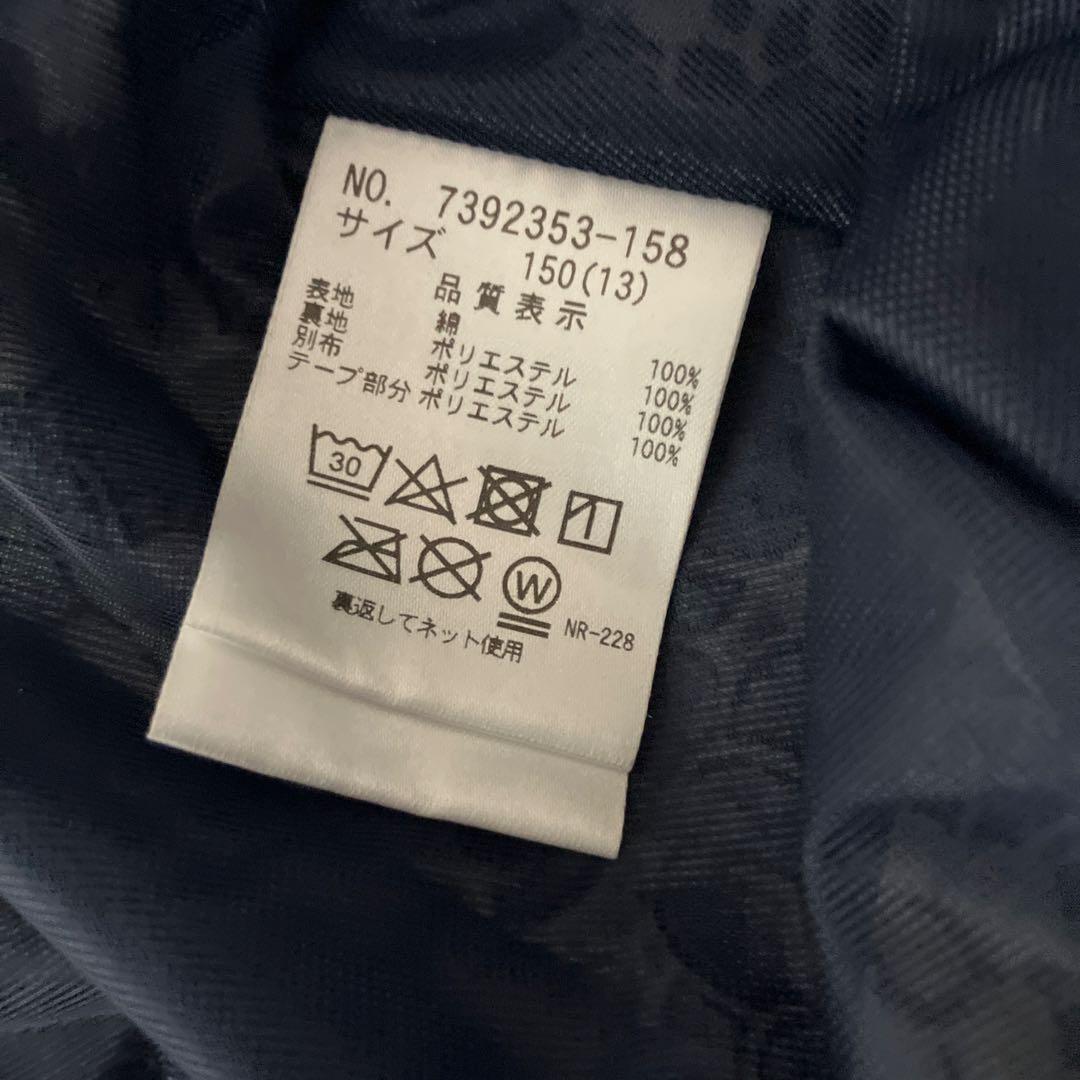 NO. 7392353-158
サイズ 150(13)
品質表示
表地 綿 100%
裏地 ポリエステル 100%
別布 ポリエステル 100%
テープ部分 ポリエステル 100%
30
W
裏返してネット使用 NR-228